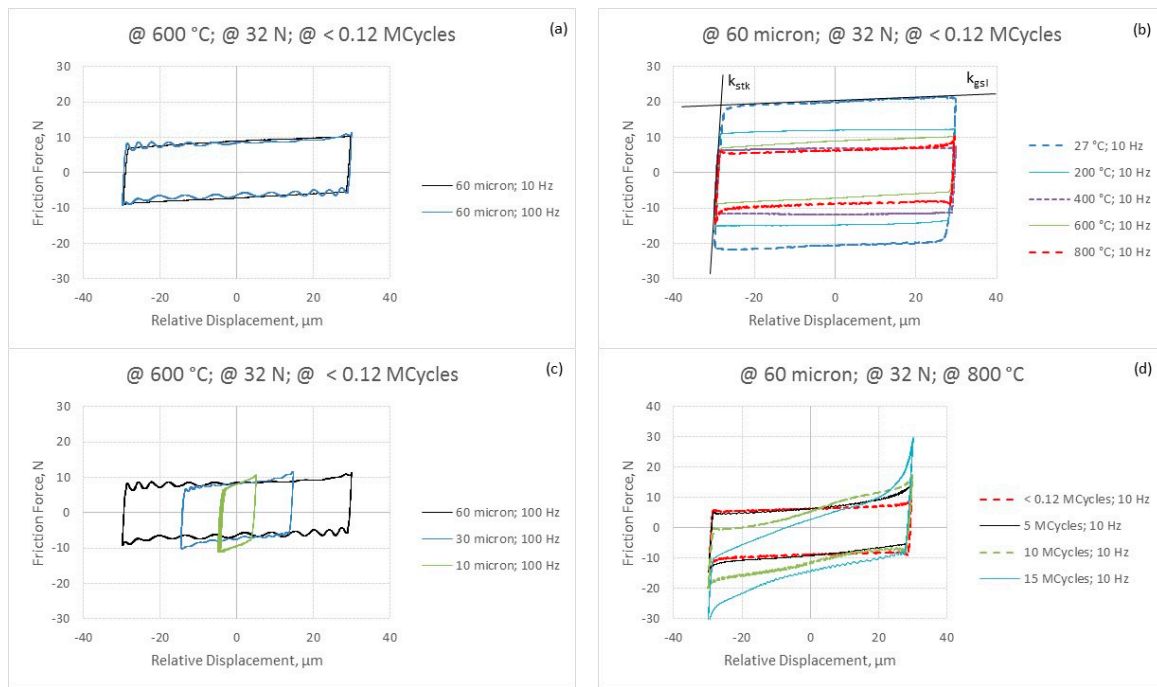 @ 600 °C; @ 32 N; @ < 0.12 MCycles
(a)
Friction Force, N
30
20
10
0
-10
-20
-30
-40
-20
0
20
40
Relative Displacement, µm
60 micron; 10 Hz
60 micron; 100 Hz
@ 60 micron; @ 32 N; @ < 0.12 MCycles
(b)
Friction Force, N
30
20
10
0
-10
-20
-30
-40
-20
0
20
40
Relative Displacement, µm
kstk
kgsl
27 °C; 10 Hz
200 °C; 10 Hz
400 °C; 10 Hz
600 °C; 10 Hz
800 °C; 10 Hz
@ 600 °C; @ 32 N; @ < 0.12 MCycles
(c)
Friction Force, N
30
20
10
0
-10
-20
-30
-40
-20
0
20
40
Relative Displacement, µm
60 micron; 100 Hz
30 micron; 100 Hz
10 micron; 100 Hz
@ 60 micron; @ 32 N; @ 800 °C
(d)
Friction Force, N
40
30
20
10
0
-10
-20
-30
-40
-20
0
20
40
Relative Displacement, µm
< 0.12 MCycles; 10 Hz
5 MCycles; 10 Hz
10 MCycles; 10 Hz
15 MCycles; 10 Hz